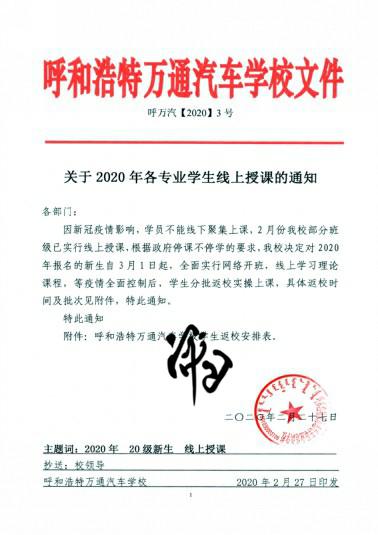 呼和浩特万通汽车学校文件
呼万汽【2020】3 号
关于 2020 年各专业学生线上授课的通知
各部门：
因新冠疫情影响，学员不能线下聚集上课，2 月份我校部分班
级已实行线上授课，根据政府停课不停学的要求，我校决定对 2020
年报名的新生自 3 月 1 日起，全面实行网络开班，线上学习理论
课程，等疫情全面控制后，学生分批返校实操上课，具体返校时
间及批次见附件，特此通知。
特此通知
附件：呼和浩特万通汽车学校学生返校安排表。
二〇二〇年二月二十七日
主题词：2020 年 20 级新生 线上授课
抄送：校领导
呼和浩特万通汽车学校 2020 年 2 月 27 日印发
1